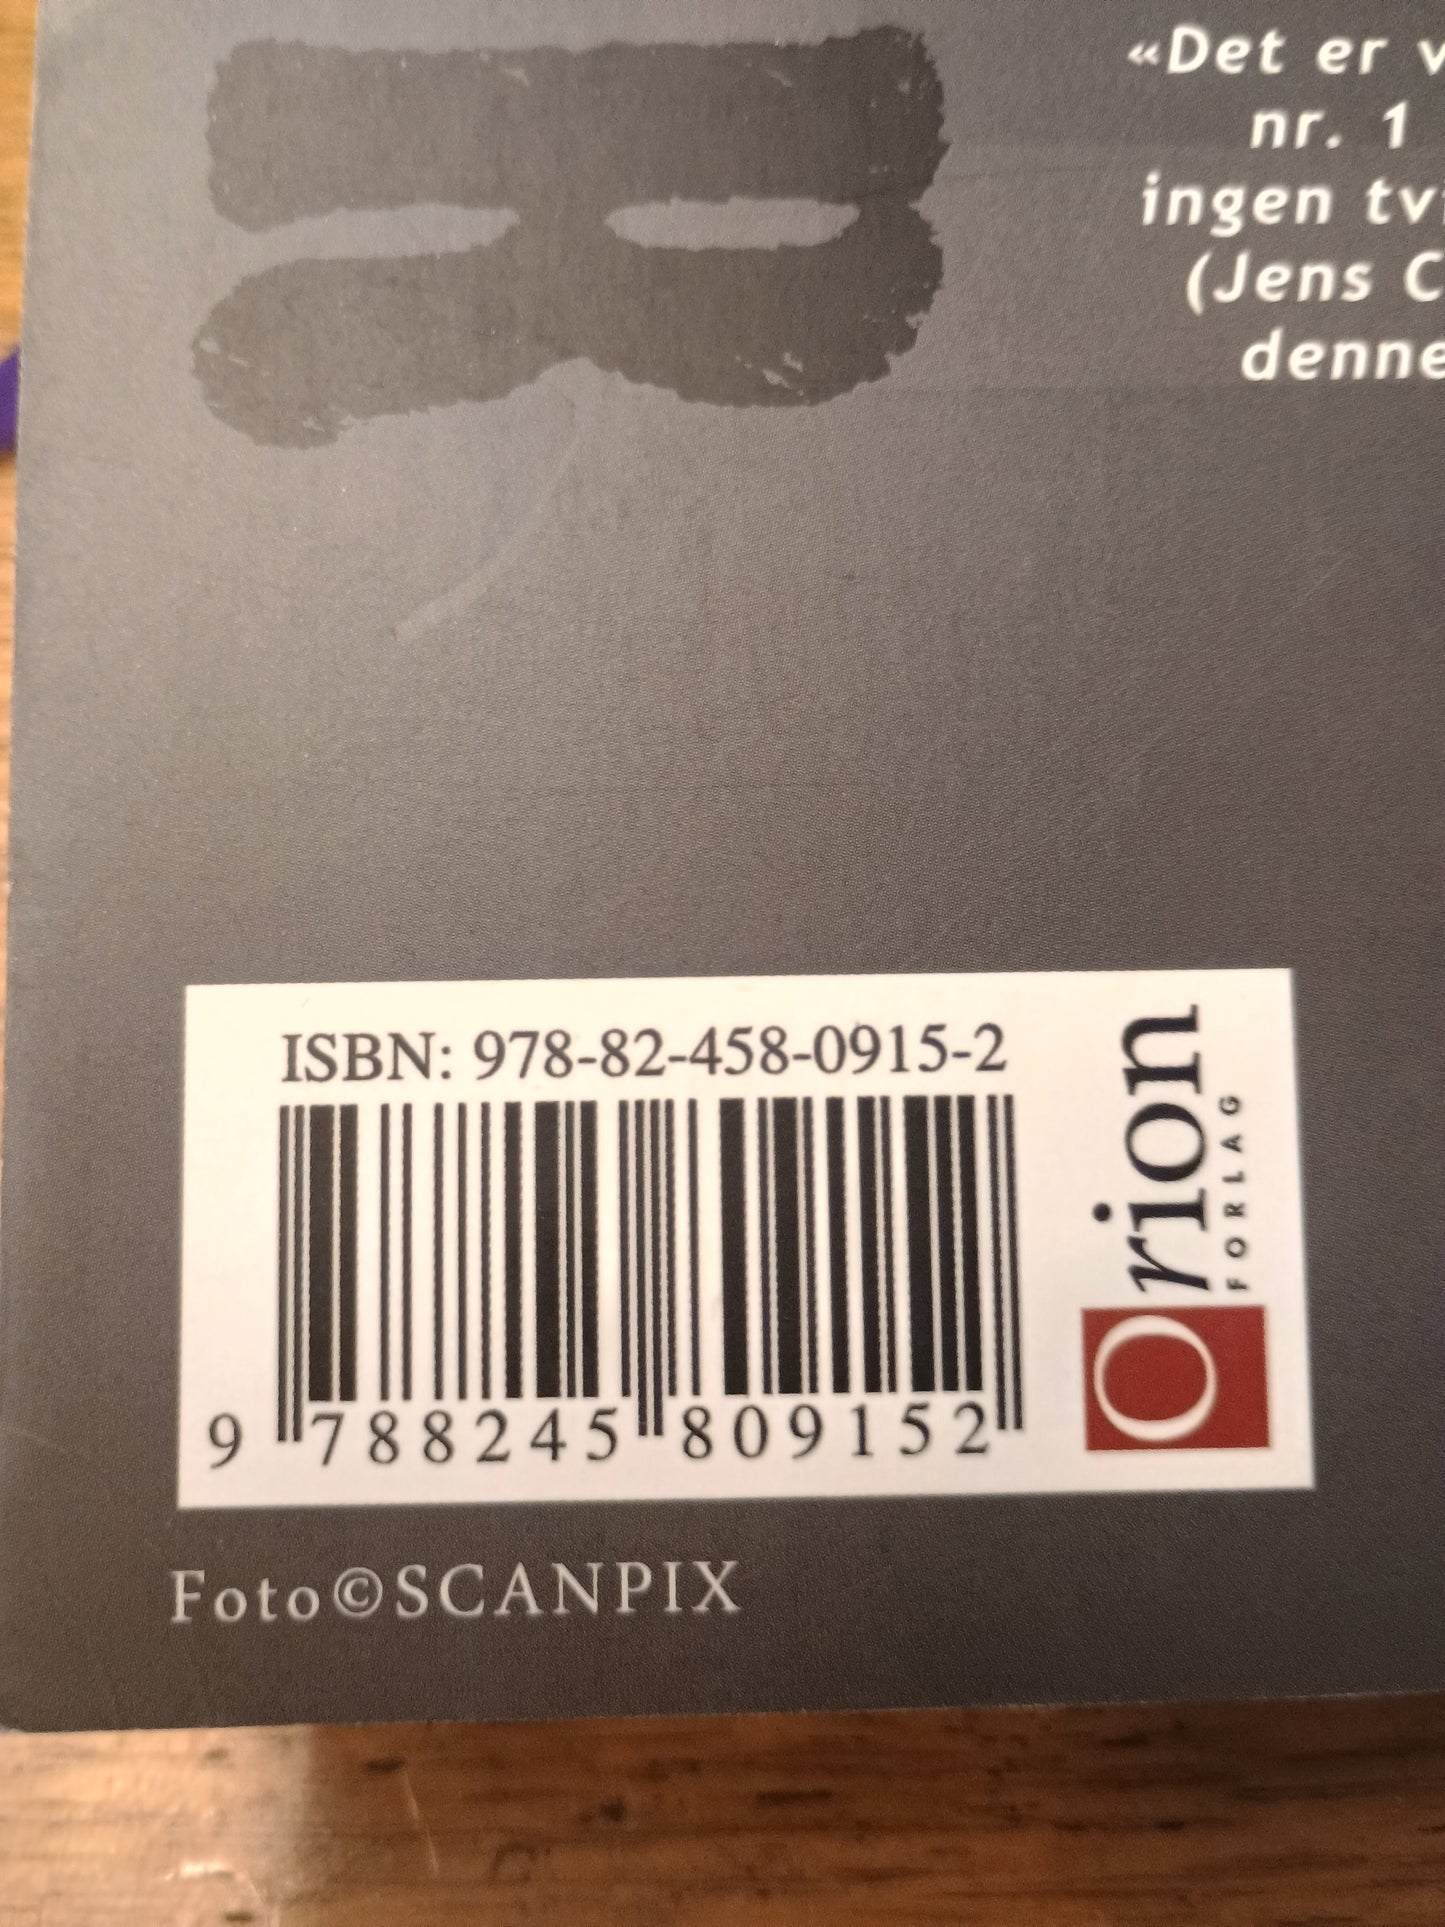 «Det er v
nr. 1
ingen tv
(Jens C
denne
ISBN: 978-82-458-0915-2
9 788245 809152
Orion
FORLAG
Foto©SCANPIX